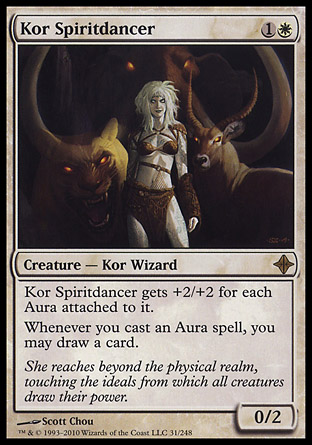 Kor Spiritdancer 1
Creature — Kor Wizard
Kor Spiritdancer gets +2/+2 for each
Aura attached to it.
Whenever you cast an Aura spell, you
may draw a card.
She reaches beyond the physical realm,
touching the ideals from which all creatures
draw their power.
Scott Chou
™ & © 1993–2010 Wizards of the Coast LLC 31/248
0/2